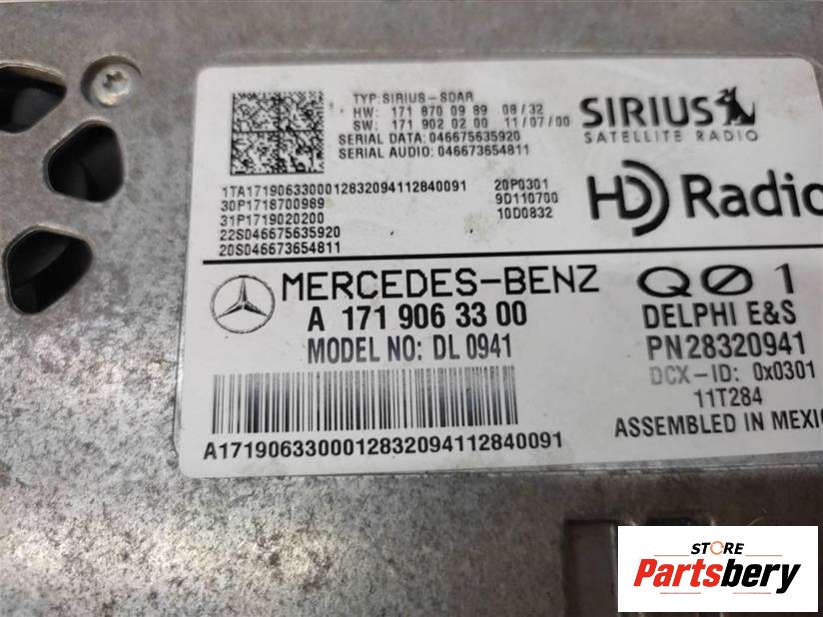 TYP: SIRIUS-SDAR
HW: 171 870 09 89 08/32
SW: 171 902 02 00 11/07/00
SERIAL DATA: 046675635920
SERIAL AUDIO: 046673654811
SIRIUS
SATELLITE RADIO
1TA1719063300012832094112840091 20P0301
30P1718700989 9D110700
31P1719020200 10D0832
22S046675635920
20S046673654811
HD Radio
MERCEDES-BENZ
A 171 906 33 00
MODEL NO: DL 0941
Q01
DELPHI E&S
PN28320941
DCX-ID: 0x0301
11T284
ASSEMBLED IN MEXIC
A1719063300012832094112840091
STORE
Partsbery